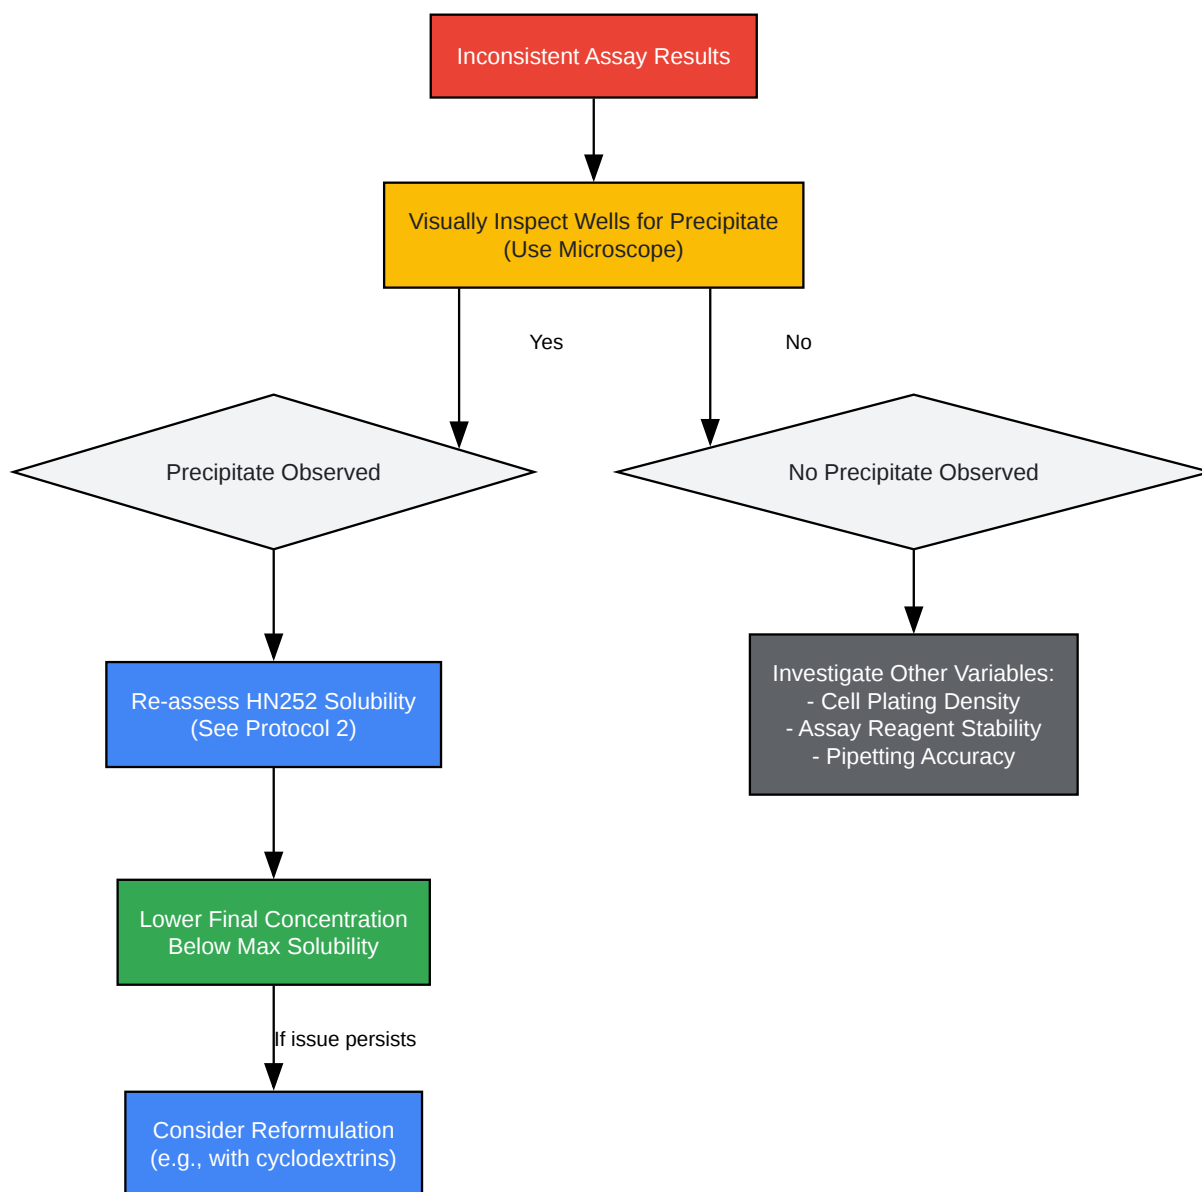 Inconsistent Assay Results
Visually Inspect Wells for Precipitate
(Use Microscope)
Yes
No
Precipitate Observed
No Precipitate Observed
Re-assess HN252 Solubility
(See Protocol 2)
Investigate Other Variables:
- Cell Plating Density
- Assay Reagent Stability
- Pipetting Accuracy
Lower Final Concentration
Below Max Solubility
If issue persists
Consider Reformulation
(e.g., with cyclodextrins)